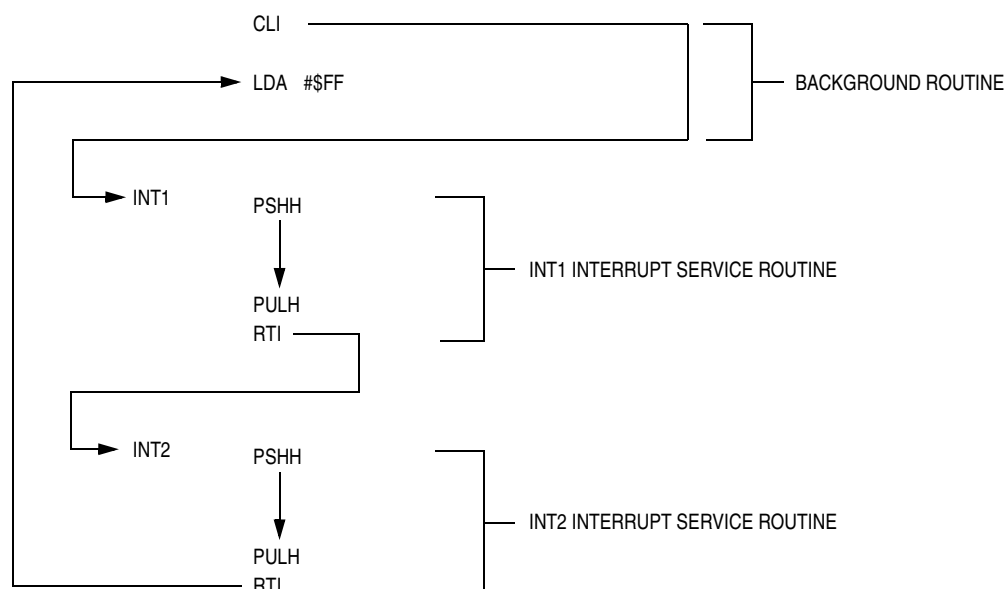 CLI
LDA #$FF
BACKGROUND ROUTINE
INT1
PSHH
INT1 INTERRUPT SERVICE ROUTINE
PULH
RTI
INT2
PSHH
INT2 INTERRUPT SERVICE ROUTINE
PULH
RTI